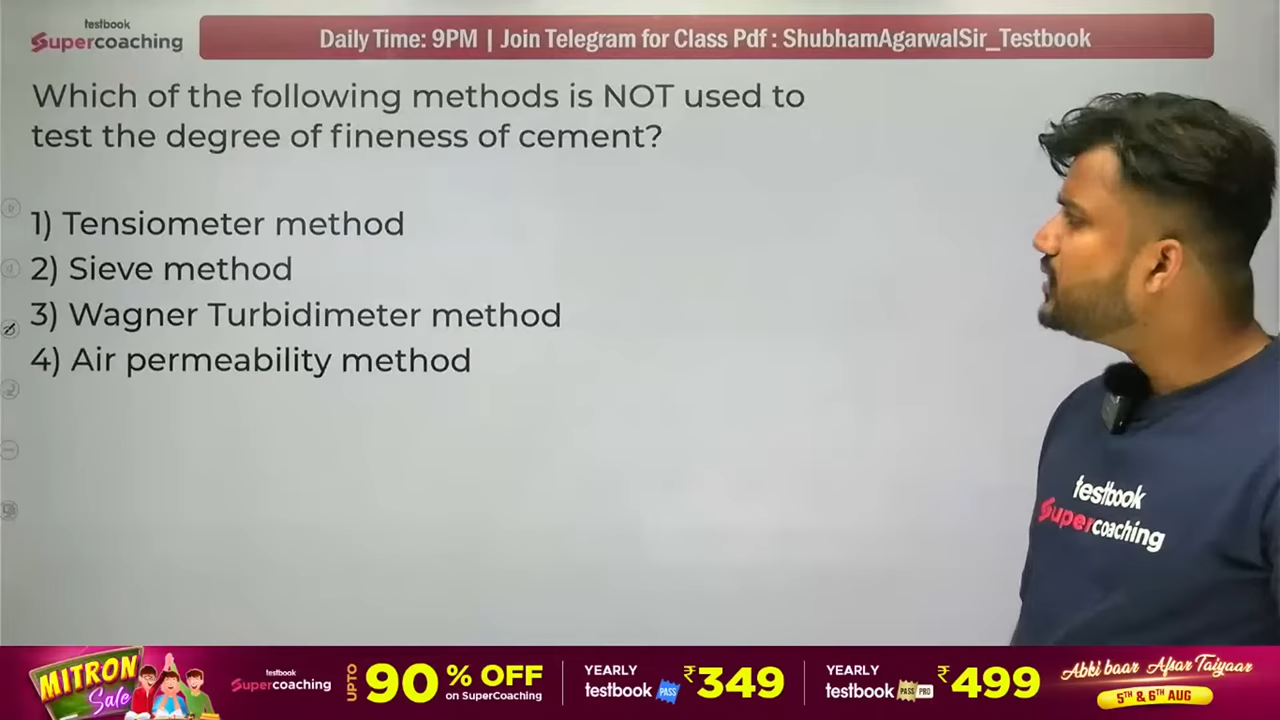 testbook
Supercoaching
Daily Time: 9PM | Join Telegram for Class Pdf : ShubhamAgarwalSir_Testbook
Which of the following methods is NOT used to
test the degree of fineness of cement?
1) Tensiometer method
2) Sieve method
3) Wagner Turbidimeter method
4) Air permeability method
testbook
Supercoaching
MITRON
Sale
testbook
Supercoaching
UPTO
90% OFF
on SuperCoaching
YEARLY
testbook PASS
₹349
YEARLY
testbook PASS PRO
₹499
Abki baar Afsar Taiyaar
5TH & 6TH AUG